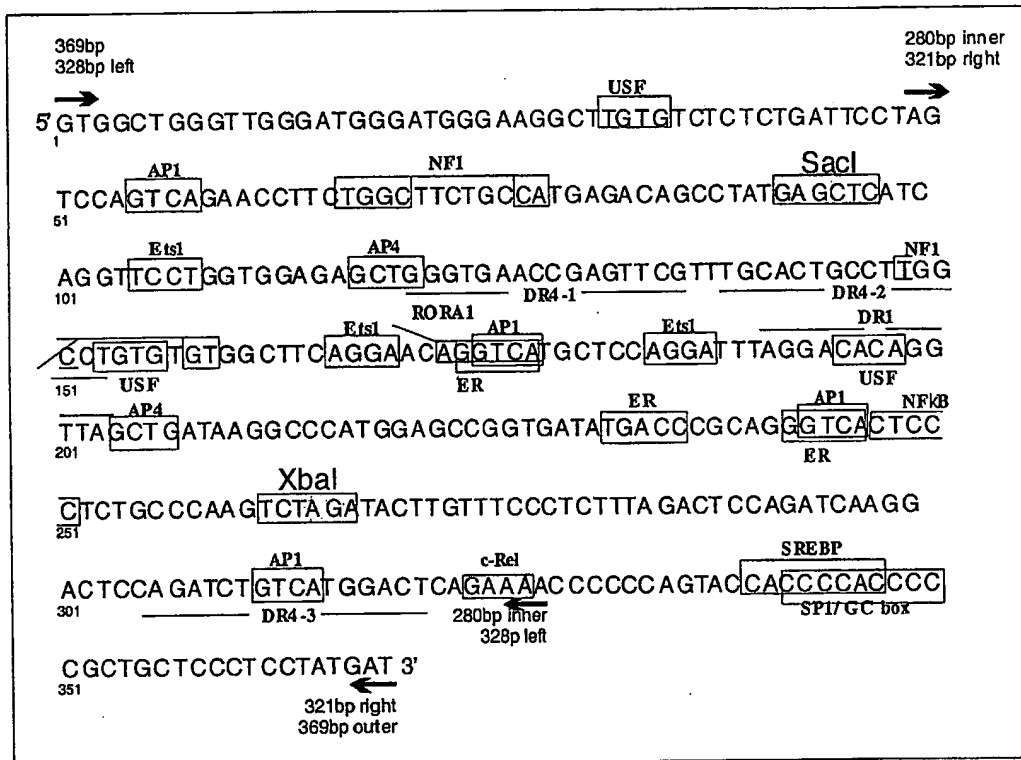 369bp
328bp left
280bp inner
321bp right
USF
5' GTGGCTGGGTTGGGATGGGATGGGAAGGCTTGTGTCTCTCTGATTCCTAG
1
AP1 NF1 SacI
TCCAGTCAGAACCTTCTGGCTTCTGCCATGAGACAGCCTATGAGCTCATC
51
Ets1 AP4 NF1
AGGTTCCTGGTGGAGAGCTGGGTGAACCGAGTTCGTTTGCACTGCCTTGG
101
DR4-1 DR4-2
RORA1
Ets1 AP1 Ets1 DR1
CCTGTGTGTGGCTTCAGGAACAGGTCATGCTCCAGGATTTAGGACACAGG
151
USF ER USF
AP4 ER AP1 NFkB
TTAGCTGATAAGGCCCATGGAGCCGGTGATATGACCCGCAGGGTCACTCC
201
ER
XbaI
CTCTGCCCAAGTCTAGATACTTGTTTCCCTCTTTAGACTCCAGATCAAGG
251
AP1 c-Rel SREBP
ACTCCAGATCTGTCATGGACTCAGAAAACCCCCCAGTACCACCCCACCCC
301
DR4-3
280bp inner
328p left
SP1/GC box
CGCTGCTCCCTCCTATGAT 3'
351
321bp right
369bp outer